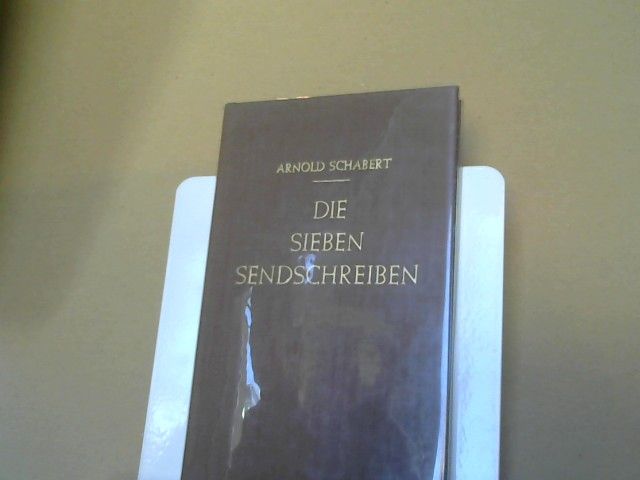 ARNOLD SCHABERT
DIE
SIEBEN
SENDSCHREIBEN